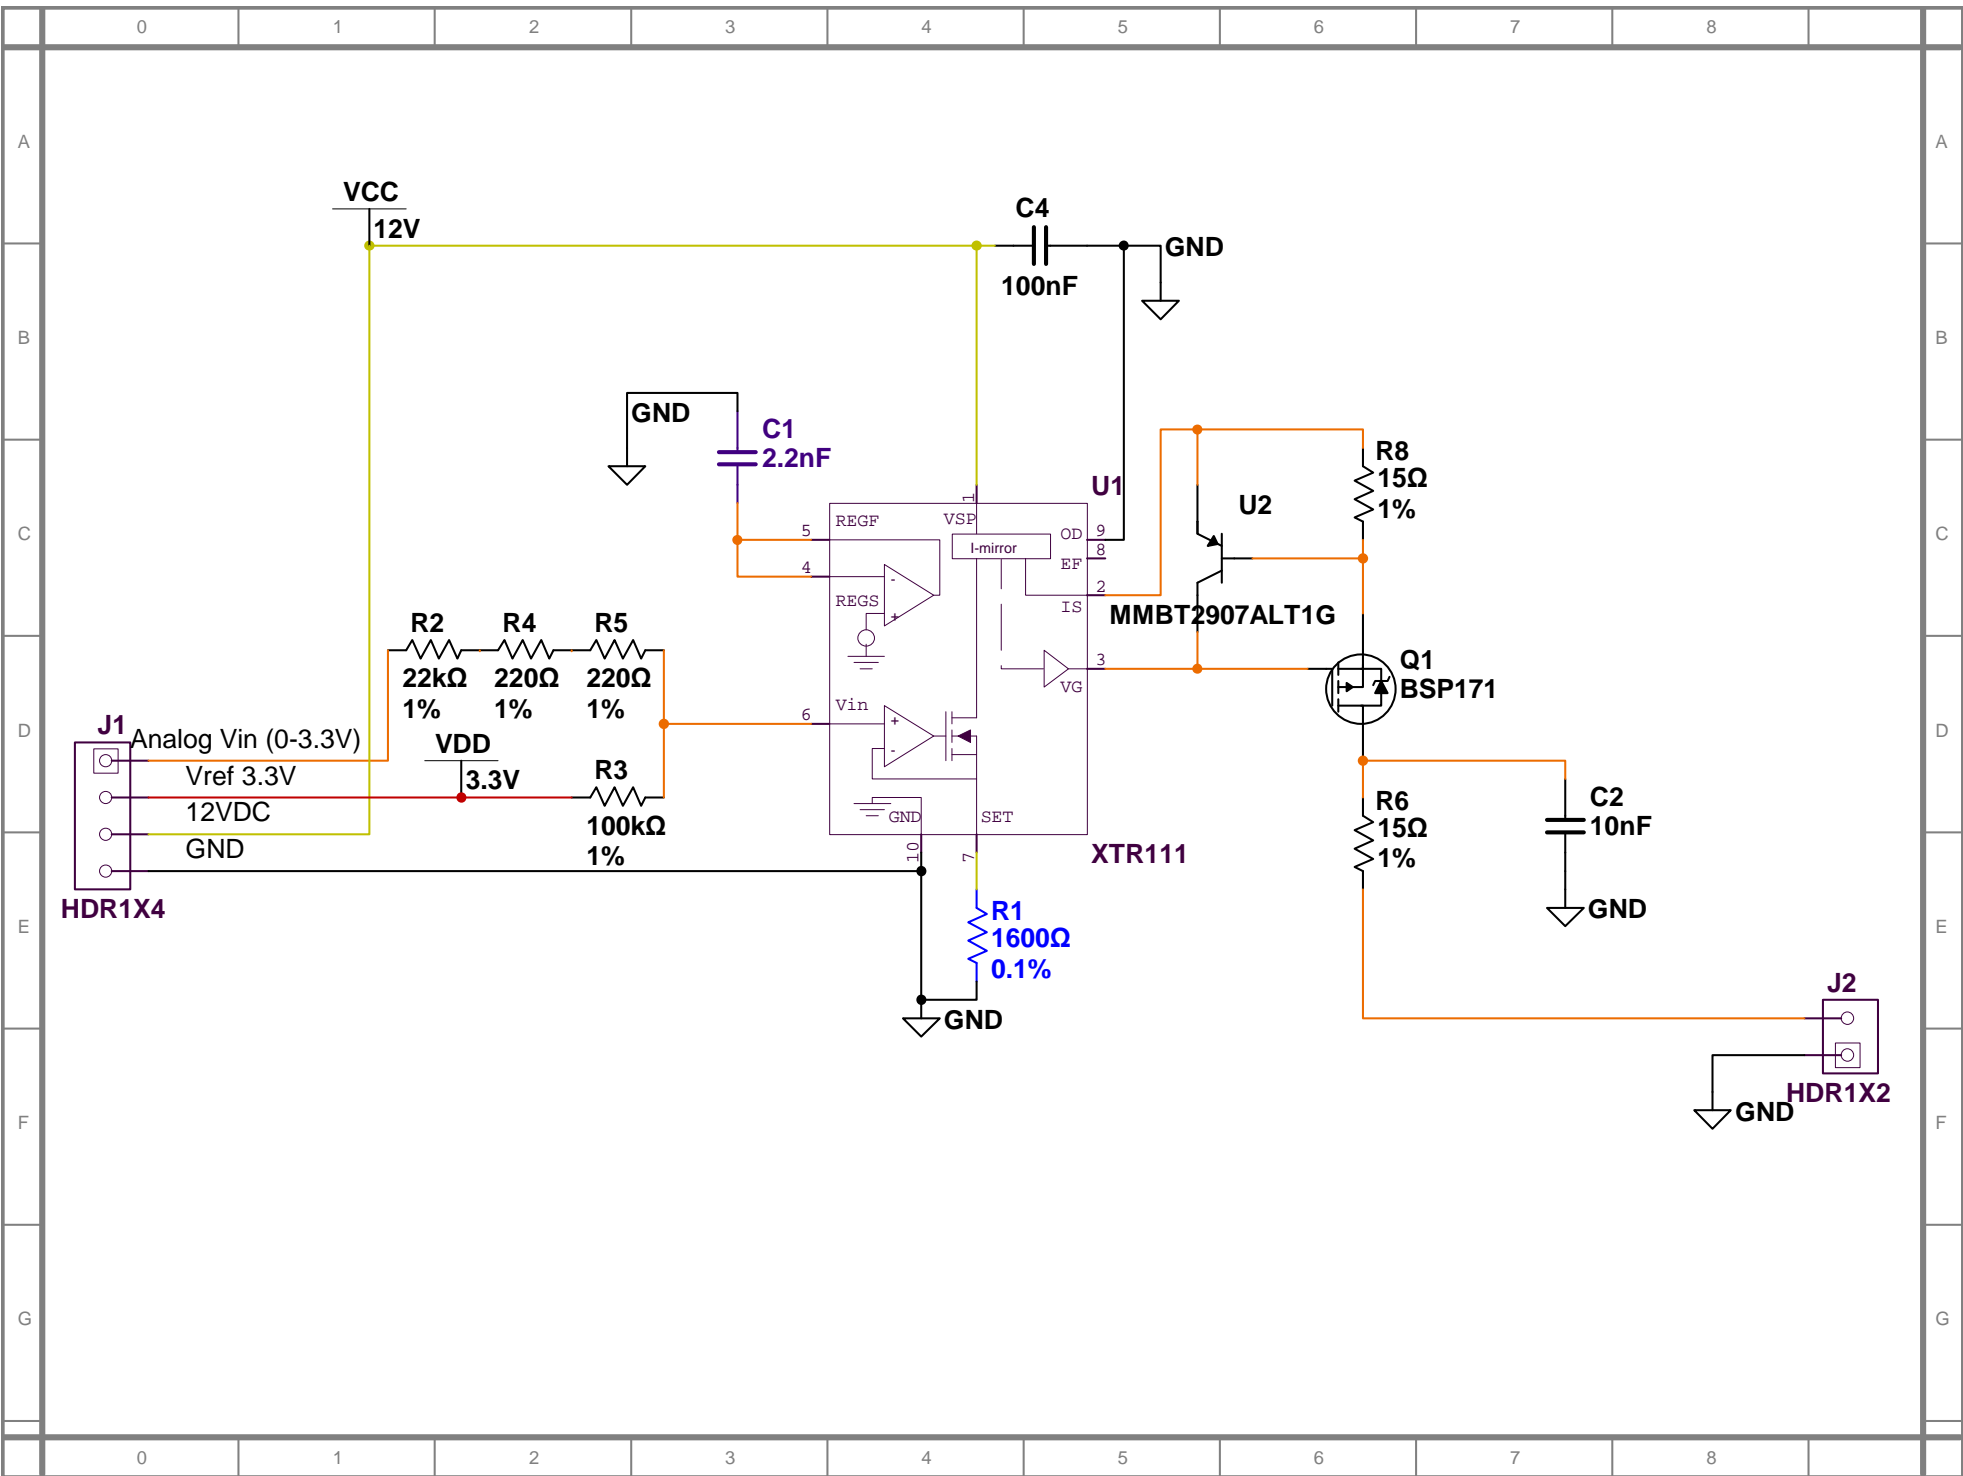 0 1 2 3 4 5 6 7 8
A A
VCC
12V
C4
GND
100nF
B B
GND
C1
2.2nF
U1
R8
15Ω
1%
U2
C C
5 REGF
1
VSP
I-mirror
OD 9
8
EF
4
REGS
2
IS
MMBT2907ALT1G
R2 R4 R5
22kΩ 220Ω 220Ω
1% 1% 1%
- +
3
VG
Q1
BSP171
6 Vin
+ -
D D
J1
Analog Vin (0-3.3V)
VDD
3.3V
Vref 3.3V
R3
100kΩ
1%
12VDC
GND
HDR1X4
GND SET
10 7
XTR111
R6
15Ω
1%
C2
10nF
GND
R1
1600Ω
0.1%
E E
GND
J2
HDR1X2
GND
F F
G G
0 1 2 3 4 5 6 7 8